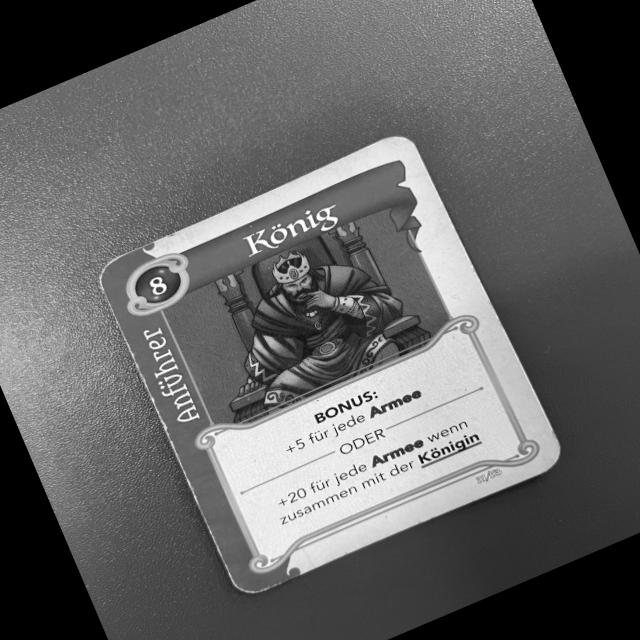 König
8
Anführer
BONUS:
+5 für jede Armee
ODER
+20 für jede Armee wenn
zusammen mit der Königin